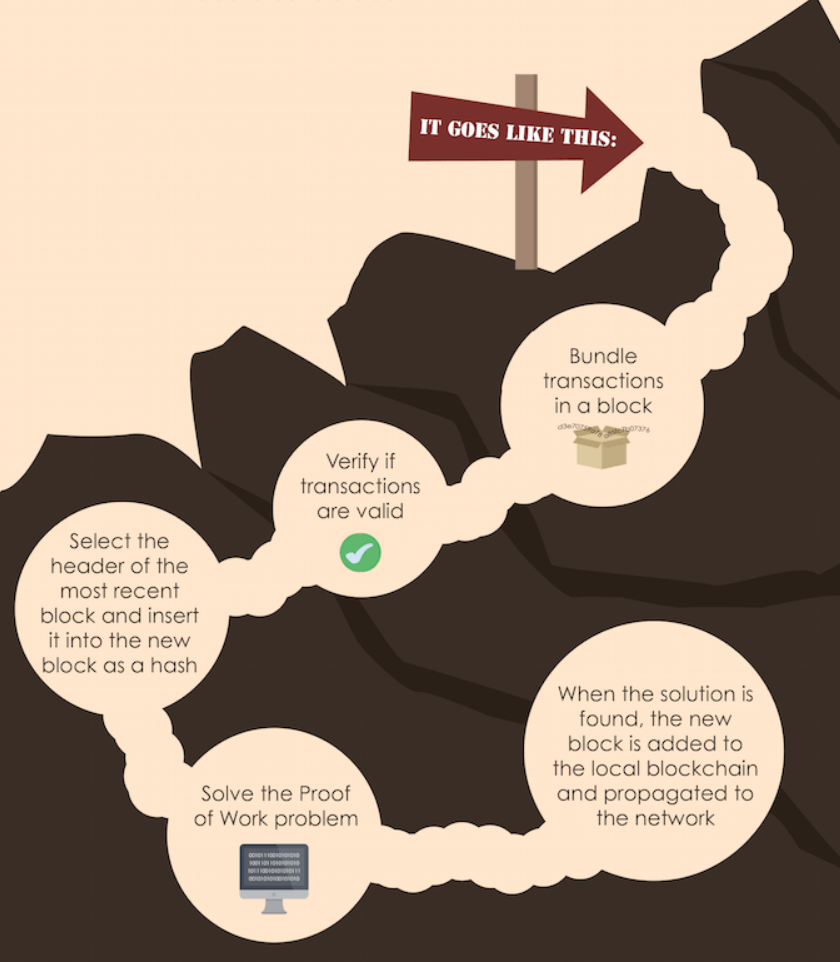 IT GOES LIKE THIS:
Bundle
transactions
in a block
Verify if
transactions
are valid
Select the
header of the
most recent
block and insert
it into the new
block as a hash
Solve the Proof
of Work problem
When the solution is
found, the new
block is added to
the local blockchain
and propagated to
the network